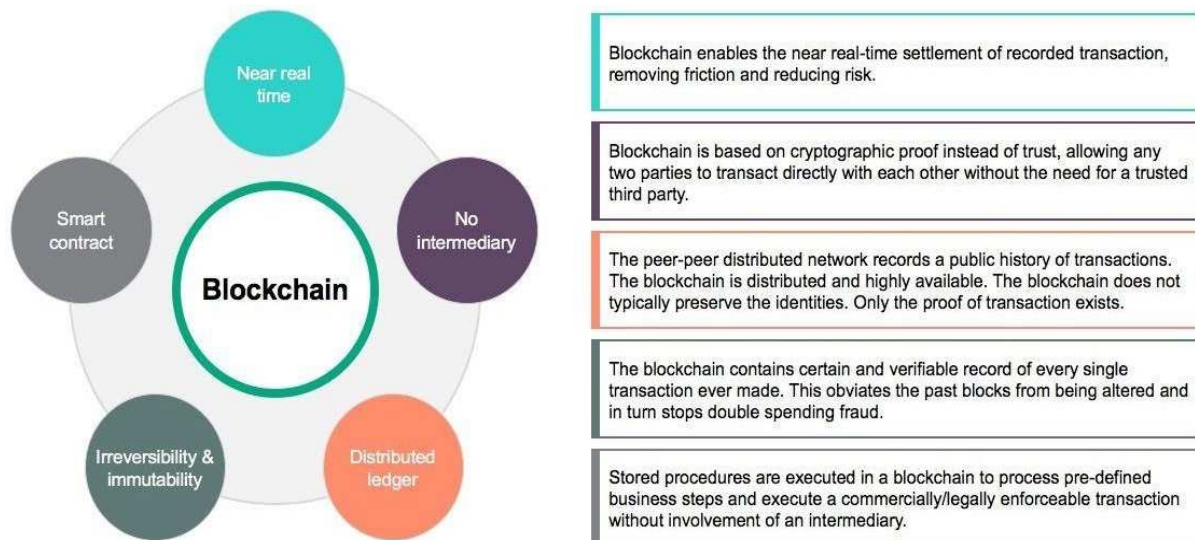 Near real
time
Smart
contract
No
intermediary
Blockchain
Irreversibility &
immutability
Distributed
ledger
Blockchain enables the near real-time settlement of recorded transaction,
removing friction and reducing risk.
Blockchain is based on cryptographic proof instead of trust, allowing any
two parties to transact directly with each other without the need for a trusted
third party.
The peer-peer distributed network records a public history of transactions.
The blockchain is distributed and highly available. The blockchain does not
typically preserve the identities. Only the proof of transaction exists.
The blockchain contains certain and verifiable record of every single
transaction ever made. This obviates the past blocks from being altered and
in turn stops double spending fraud.
Stored procedures are executed in a blockchain to process pre-defined
business steps and execute a commercially/legally enforceable transaction
without involvement of an intermediary.